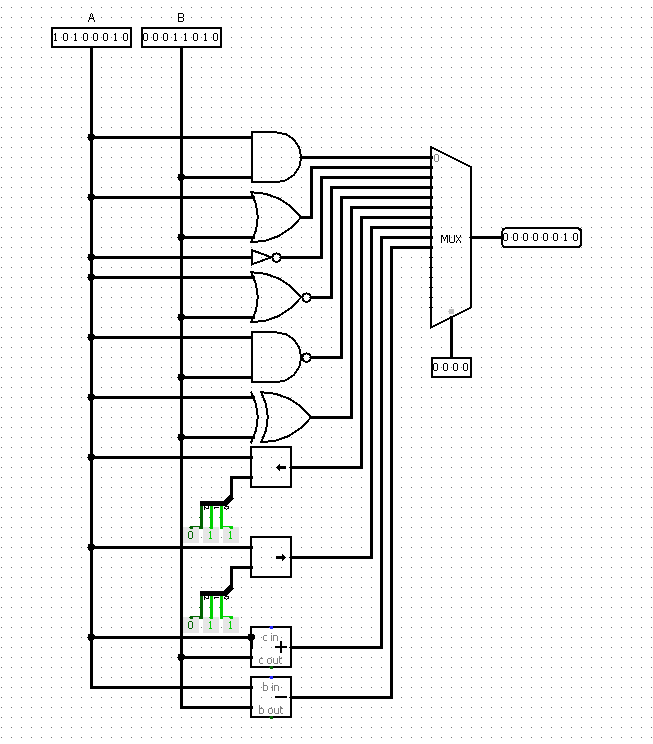 A B
10100010 00011010
0
MUX
00000010
0000
0 1 1
0 1 1
c in
+
c out
b in
−
b out